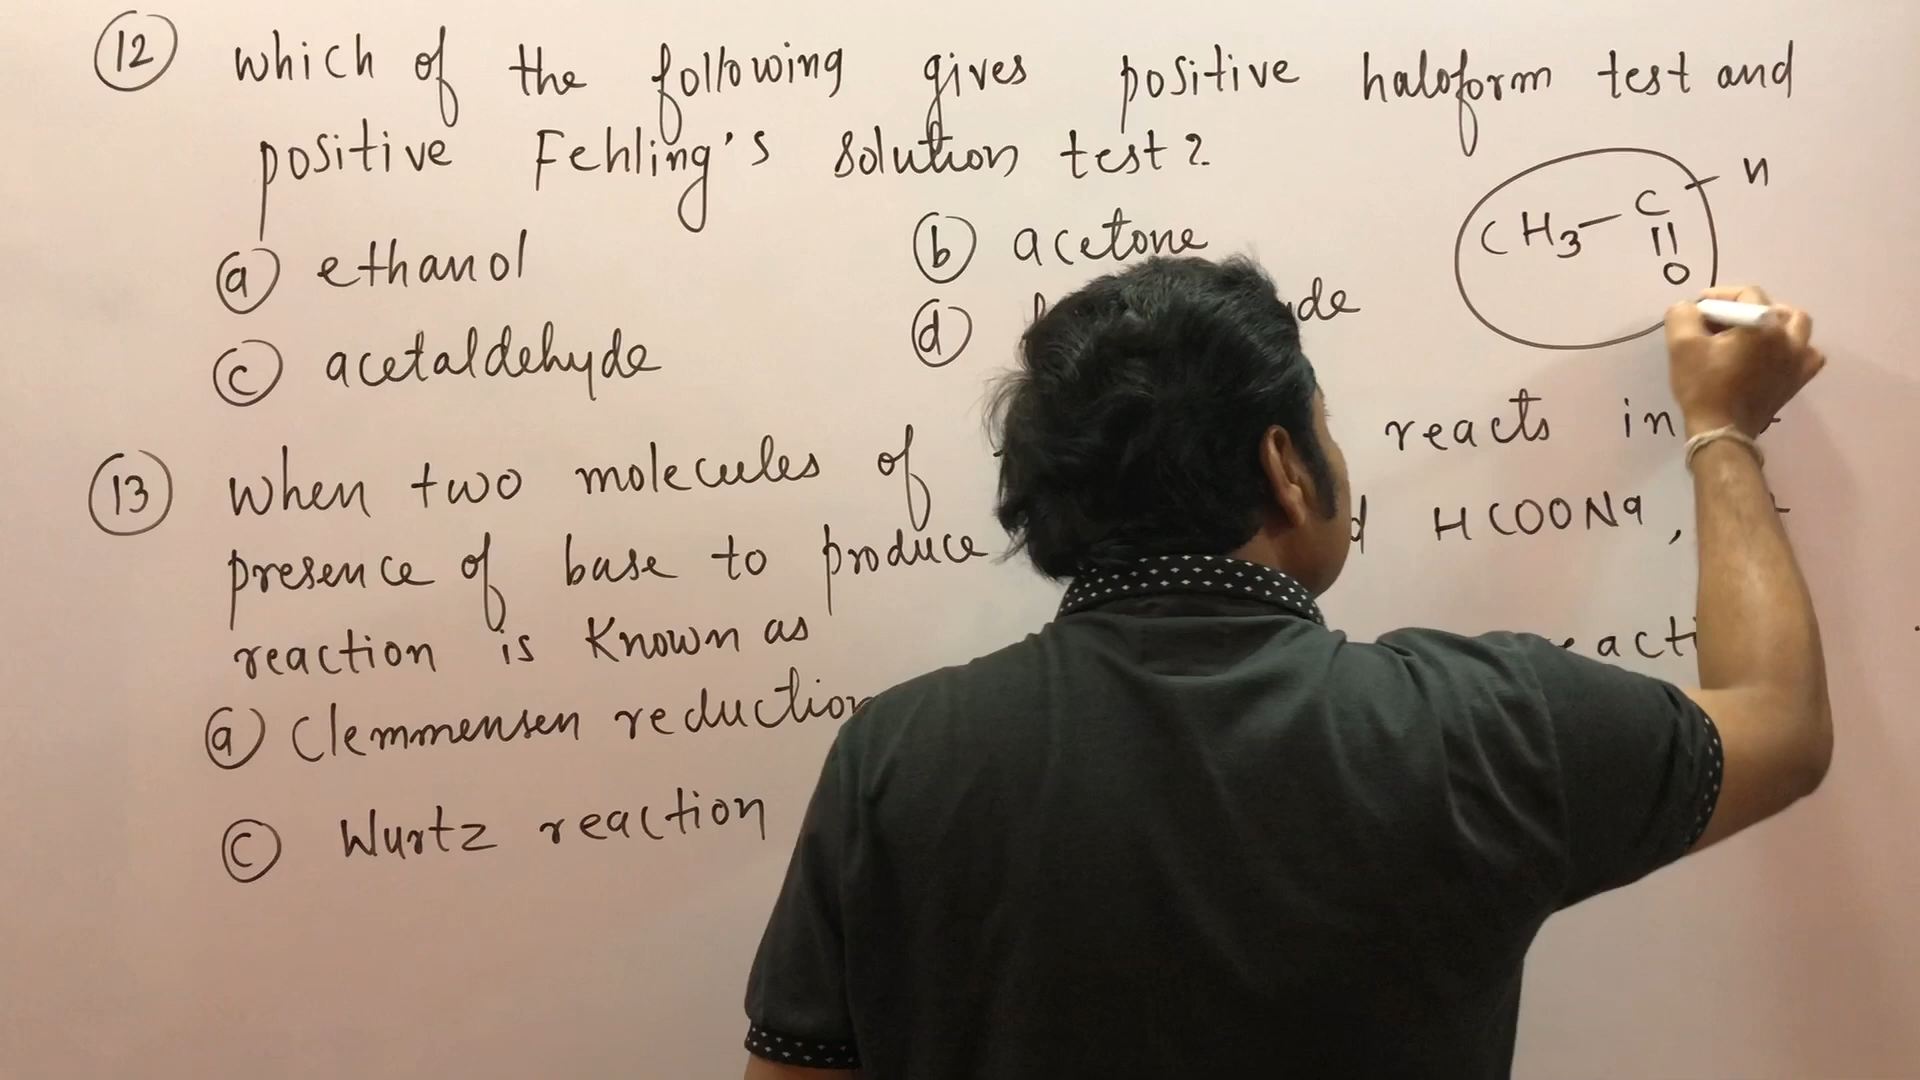 12 Which of the following gives positive haloform test and
positive Fehling's solution test?
CH3 - C - H
O
a ethanol
b acetone
c acetaldehyde
d
13 When two molecules of reacts in
presence of base to produce HCOONa,
reaction is known as
a Clemmensen reduction
c Wurtz reaction